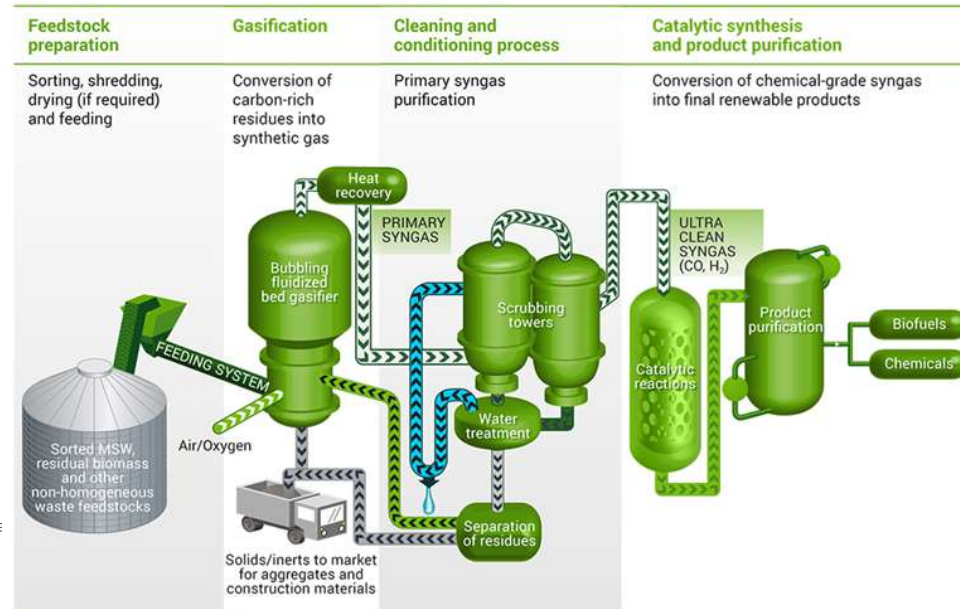 Feedstock
preparation
Gasification
Cleaning and
conditioning process
Catalytic synthesis
and product purification
Sorting, shredding,
drying (if required)
and feeding
Conversion of
carbon-rich
residues into
synthetic gas
Primary syngas
purification
Conversion of chemical-grade syngas
into final renewable products
Heat
recovery
PRIMARY
SYNGAS
ULTRA
CLEAN
SYNGAS
(CO, H₂)
Bubbling
fluidized
bed gasifier
Scrubbing
towers
Product
purification
Biofuels
Chemicals
FEEDING SYSTEM
Catalytic
reactions
Water
treatment
Air/Oxygen
Sorted MSW,
residual biomass
and other
non-homogeneous
waste feedstocks
Separation
of residues
Solids/inerts to market
for aggregates and
construction materials